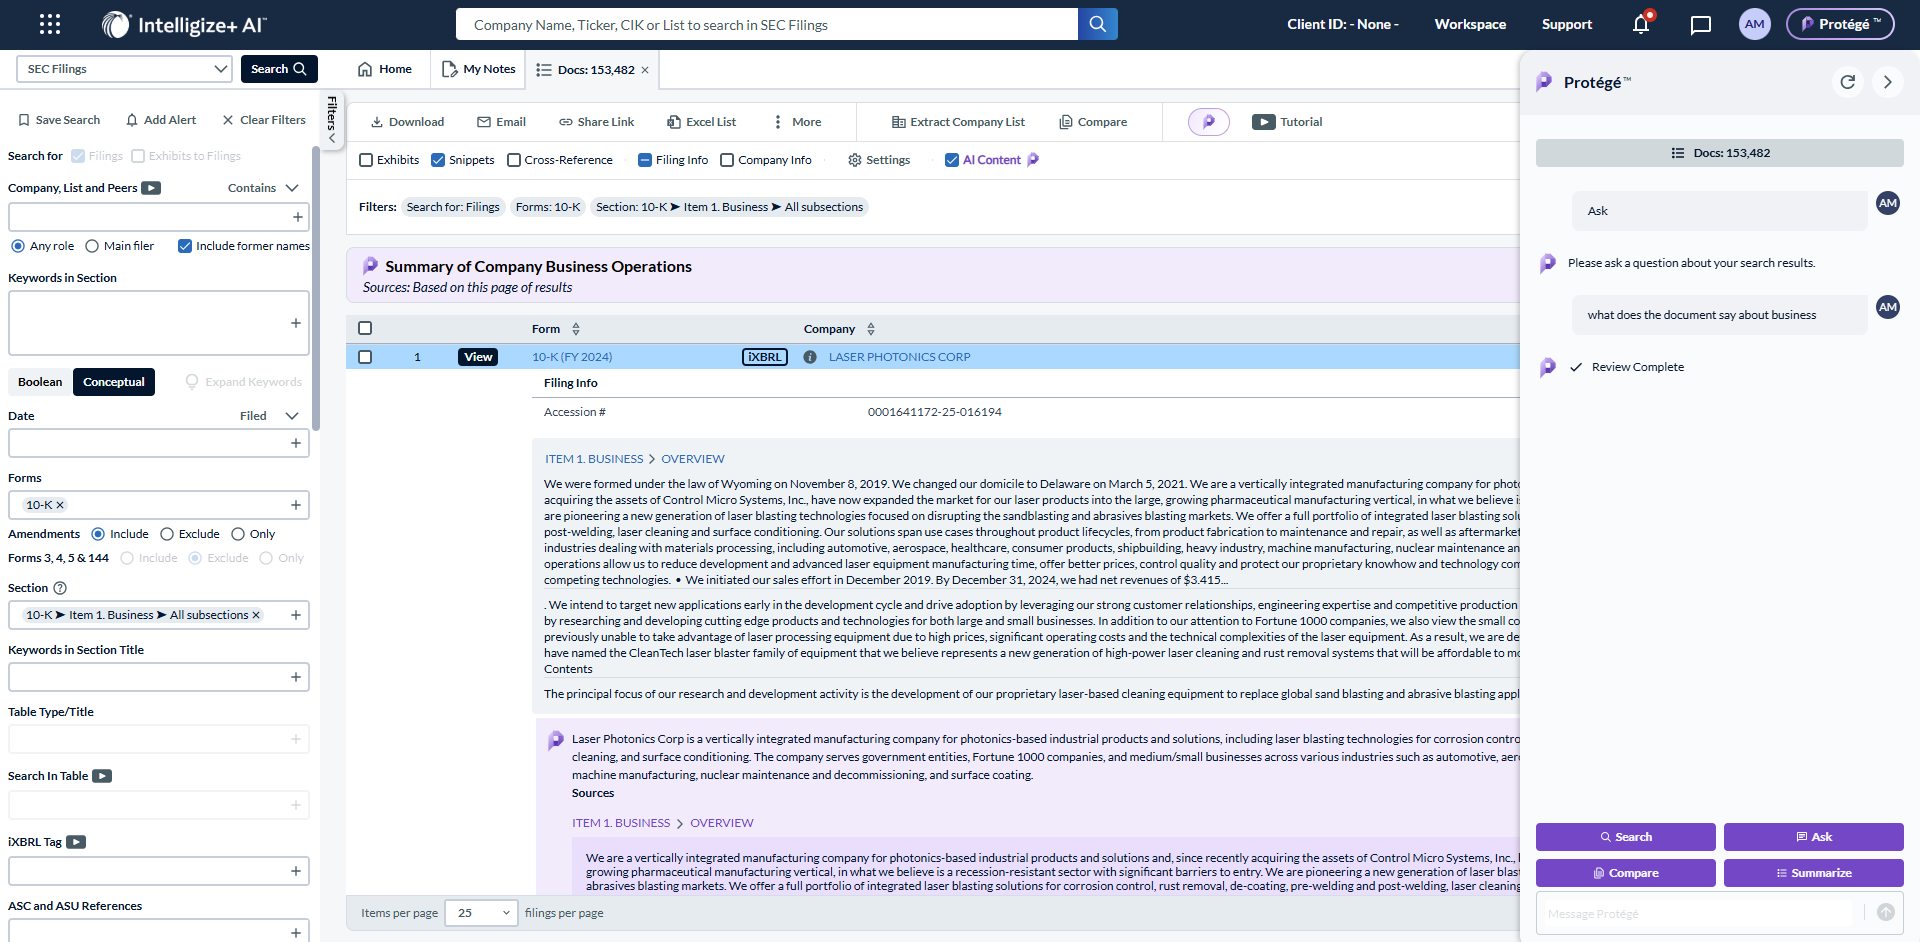 Intelligize+ AI™
Company Name, Ticker, CIK or List to search in SEC Filings
Client ID: - None -
Workspace
Support
AM
Protégé ™
SEC Filings
Search
Home
My Notes
Docs: 153,482 ×
Filters
Save Search
Add Alert
Clear Filters
Search for
Filings
Exhibits to Filings
Company, List and Peers
Contains
Any role
Main filer
Include former names
Keywords in Section
Boolean
Conceptual
Expand Keywords
Date
Filed
Forms
10-K ×
Amendments
Include
Exclude
Only
Forms 3, 4, 5 & 144
Include
Exclude
Only
Section
10-K ➤ Item 1. Business ➤ All subsections ×
Keywords in Section Title
Table Type/Title
Search In Table
iXBRL Tag
ASC and ASU References
Download
Email
Share Link
Excel List
More
Extract Company List
Compare
Tutorial
Exhibits
Snippets
Cross-Reference
Filing Info
Company Info
Settings
AI Content
Filters:
Search for: Filings
Forms: 10-K
Section: 10-K ➤ Item 1. Business ➤ All subsections
Summary of Company Business Operations
Sources: Based on this page of results
Form
Company
1
View
10-K (FY 2024)
iXBRL
LASER PHOTONICS CORP
Filing Info
Accession #
0001641172-25-016194
ITEM 1. BUSINESS > OVERVIEW
We were formed under the law of Wyoming on November 8, 2019. We changed our domicile to Delaware on March 5, 2021. We are a vertically integrated manufacturing company for phot
acquiring the assets of Control Micro Systems, Inc., have now expanded the market for our laser products into the large, growing pharmaceutical manufacturing vertical, in what we believe i
are pioneering a new generation of laser blasting technologies focused on disrupting the sandblasting and abrasives blasting markets. We offer a full portfolio of integrated laser blasting solu
post-welding, laser cleaning and surface conditioning. Our solutions span use cases throughout product lifecycles, from product fabrication to maintenance and repair, as well as aftermarket
industries dealing with materials processing, including automotive, aerospace, healthcare, consumer products, shipbuilding, heavy industry, machine manufacturing, nuclear maintenance an
operations allow us to reduce development and advanced laser equipment manufacturing time, offer better prices, control quality and protect our proprietary knowhow and technology com
competing technologies. • We initiated our sales effort in December 2019. By December 31, 2024, we had net revenues of $3.415...
. We intend to target new applications early in the development cycle and drive adoption by leveraging our strong customer relationships, engineering expertise and competitive production
by researching and developing cutting edge products and technologies for both large and small businesses. In addition to our attention to Fortune 1000 companies, we also view the small co
previously unable to take advantage of laser processing equipment due to high prices, significant operating costs and the technical complexities of the laser equipment. As a result, we are de
have named the CleanTech laser blaster family of equipment that we believe represents a new generation of high-power laser cleaning and rust removal systems that will be affordable to mo
Contents
The principal focus of our research and development activity is the development of our proprietary laser-based cleaning equipment to replace global sand blasting and abrasive blasting appl
Laser Photonics Corp is a vertically integrated manufacturing company for photonics-based industrial products and solutions, including laser blasting technologies for corrosion contro
cleaning, and surface conditioning. The company serves government entities, Fortune 1000 companies, and medium/small businesses across various industries such as automotive, aer
machine manufacturing, nuclear maintenance and decommissioning, and surface coating.
Sources
ITEM 1. BUSINESS > OVERVIEW
We are a vertically integrated manufacturing company for photonics-based industrial products and solutions and, since recently acquiring the assets of Control Micro Systems, Inc.,
growing pharmaceutical manufacturing vertical, in what we believe is a recession-resistant sector with significant barriers to entry. We are pioneering a new generation of laser blast
abrasives blasting markets. We offer a full portfolio of integrated laser blasting solutions for corrosion control, rust removal, de-coating, pre-welding and post-welding, laser cleaning
Items per page
25
filings per page
Protégé™
Docs: 153,482
Ask
AM
Please ask a question about your search results.
what does the document say about business
AM
Review Complete
Search
Ask
Compare
Summarize
Message Protégé